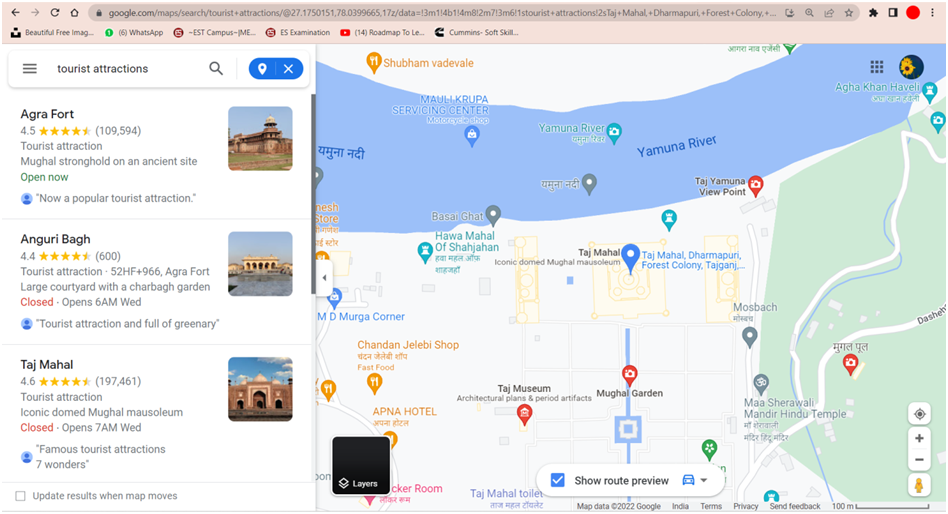 google.com/maps/search/tourist+attractions/@27.1750151,78.0399665,17z/data=!3m1!4b1!4m8!2m7!3m6!1stourist+attractions!2sTaj+Mahal,+Dharmapuri,+Forest+Colony,+...
Beautiful Free Imag...
(6) WhatsApp
~EST Campus~|ME...
ES Examination
(14) Roadmap To Le...
Cummins- Soft Skill...
tourist attractions
Agra Fort
4.5 (109,594)
Tourist attraction
Mughal stronghold on an ancient site
Open now
"Now a popular tourist attraction."
Anguri Bagh
4.4 (600)
Tourist attraction · 52HF+966, Agra Fort
Large courtyard with a charbagh garden
Closed · Opens 6AM Wed
"Tourist attraction and full of greenary"
Taj Mahal
4.6 (197,461)
Tourist attraction
Iconic domed Mughal mausoleum
Closed · Opens 7AM Wed
"Famous tourist attractions
7 wonders"
Update results when map moves
Shubham vadevale
आगरा नाव एजेंसी
MAULI KRUPA
SERVICING CENTER
Motorcycle shop
Agha Khan Haveli
Yamuna River
यमुना नदी
Yamuna River
यमुना नदी
Taj Yamuna
View Point
Basai Ghat
Store
Hawa Mahal
Of Shahjahan
हवा महल ऑफ़
शाहजहाँ
Taj Mahal
Iconic domed Mughal mausoleum
Taj Mahal, Dharmapuri,
Forest Colony, Tajganj,...
M D Murga Corner
Mosbach
मोस्बच
Chandan Jelebi Shop
चंदन जेलेबी शॉप
Fast Food
मुगल पूल
Taj Museum
Architectural plans & period artifacts
Mughal Garden
APNA HOTEL
अपना होटल
Maa Sherawali
Mandir Hindu Temple
माँ शेरावाली
मंदिर हिंदू मंदिर
Layers
Show route preview
Taj Mahal toilet
ताज महल टॉयलेट
Map data ©2022 Google
India
Terms
Privacy
Send feedback
100 m